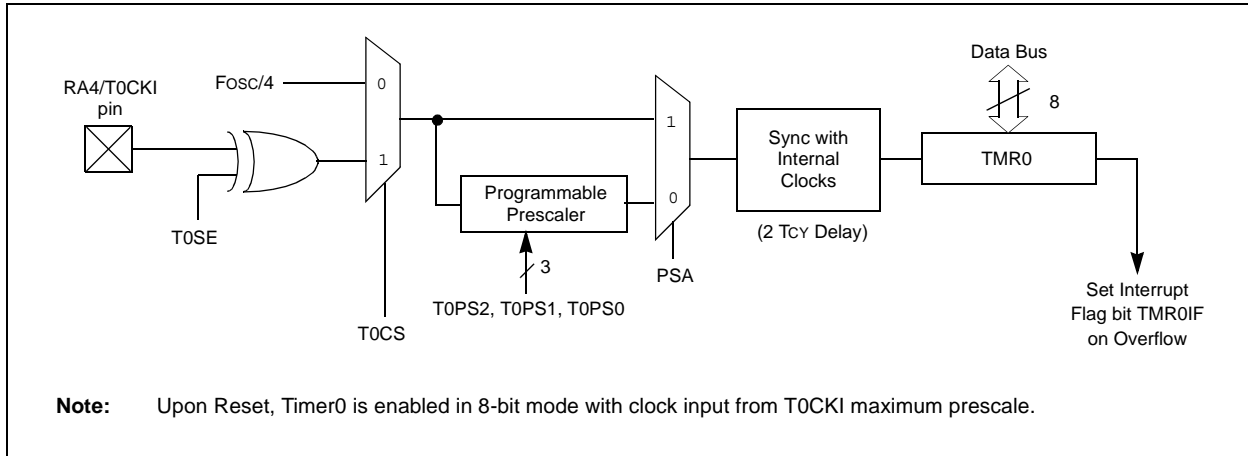 RA4/T0CKI
pin
FOSC/4
0
1
T0SE
T0CS
Programmable
Prescaler
3
T0PS2, T0PS1, T0PS0
1
0
PSA
Sync with
Internal
Clocks
(2 TCY Delay)
Data Bus
8
TMR0
Set Interrupt
Flag bit TMR0IF
on Overflow
Note: Upon Reset, Timer0 is enabled in 8-bit mode with clock input from T0CKI maximum prescale.